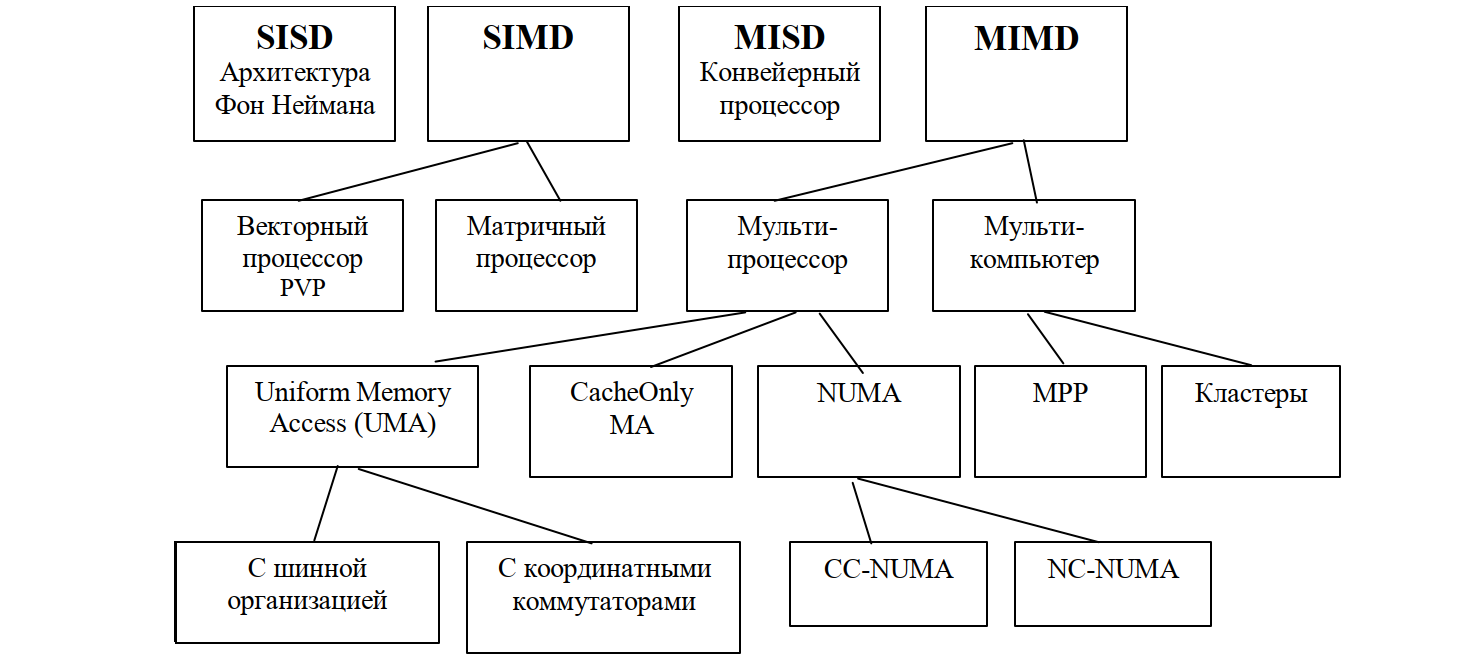 SISD
Архитектура
Фон Неймана
SIMD
MISD
Конвейерный
процессор
MIMD
Векторный
процессор
PVP
Матричный
процессор
Мульти-
процессор
Мульти-
компьютер
Uniform Memory
Access (UMA)
CacheOnly
MA
NUMA
MPP
Кластеры
С шинной
организацией
С координатными
коммутаторами
CC-NUMA
NC-NUMA